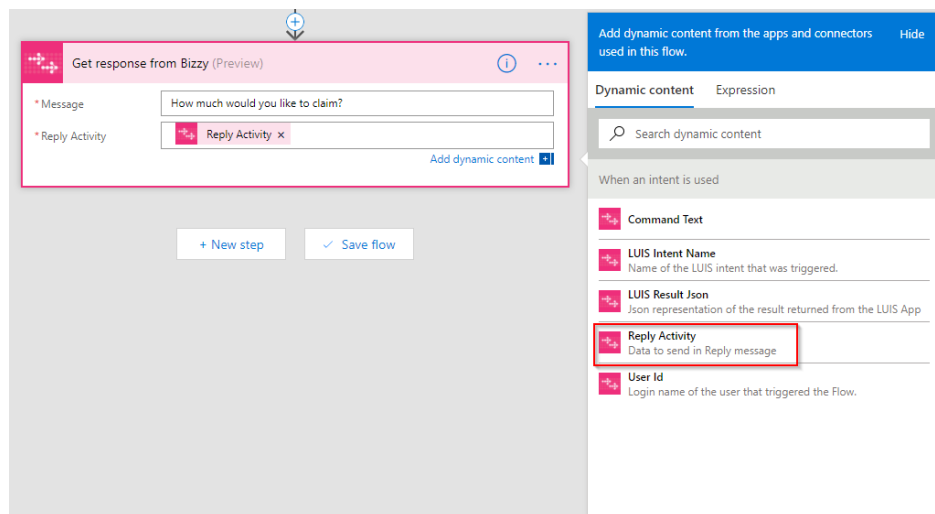 Get response from Bizzy (Preview)
* Message
How much would you like to claim?
* Reply Activity
Reply Activity ×
Add dynamic content
+ New step
Save flow
Add dynamic content from the apps and connectors
used in this flow.
Hide
Dynamic content
Expression
Search dynamic content
When an intent is used
Command Text
LUIS Intent Name
Name of the LUIS intent that was triggered.
LUIS Result Json
Json representation of the result returned from the LUIS App
Reply Activity
Data to send in Reply message
User Id
Login name of the user that triggered the Flow.